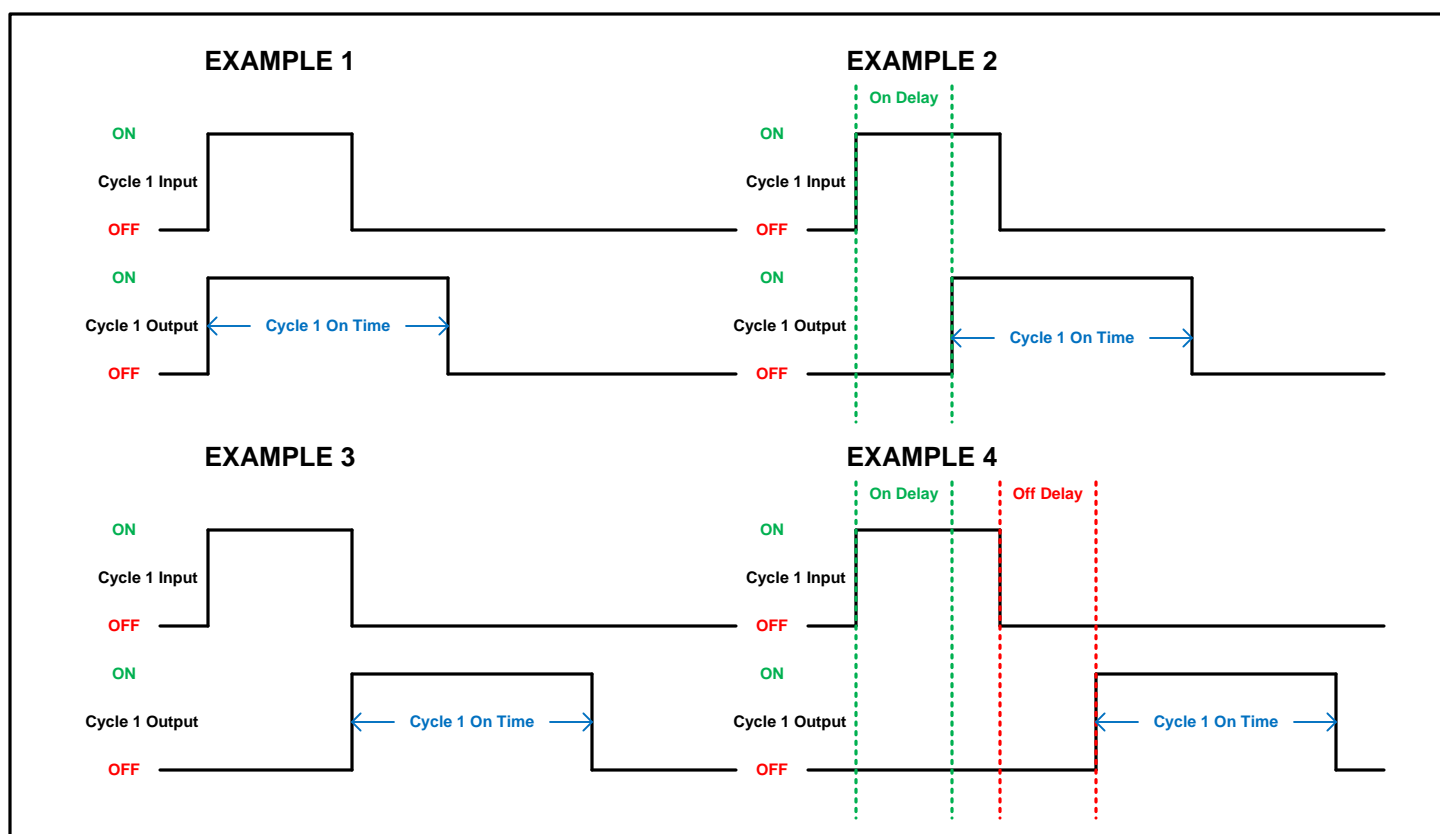 EXAMPLE 1
ON
Cycle 1 Input
OFF
ON
Cycle 1 Output
Cycle 1 On Time
OFF
EXAMPLE 2
On Delay
ON
Cycle 1 Input
OFF
ON
Cycle 1 Output
Cycle 1 On Time
OFF
EXAMPLE 3
ON
Cycle 1 Input
OFF
ON
Cycle 1 Output
Cycle 1 On Time
OFF
EXAMPLE 4
On Delay
Off Delay
ON
Cycle 1 Input
OFF
ON
Cycle 1 Output
Cycle 1 On Time
OFF